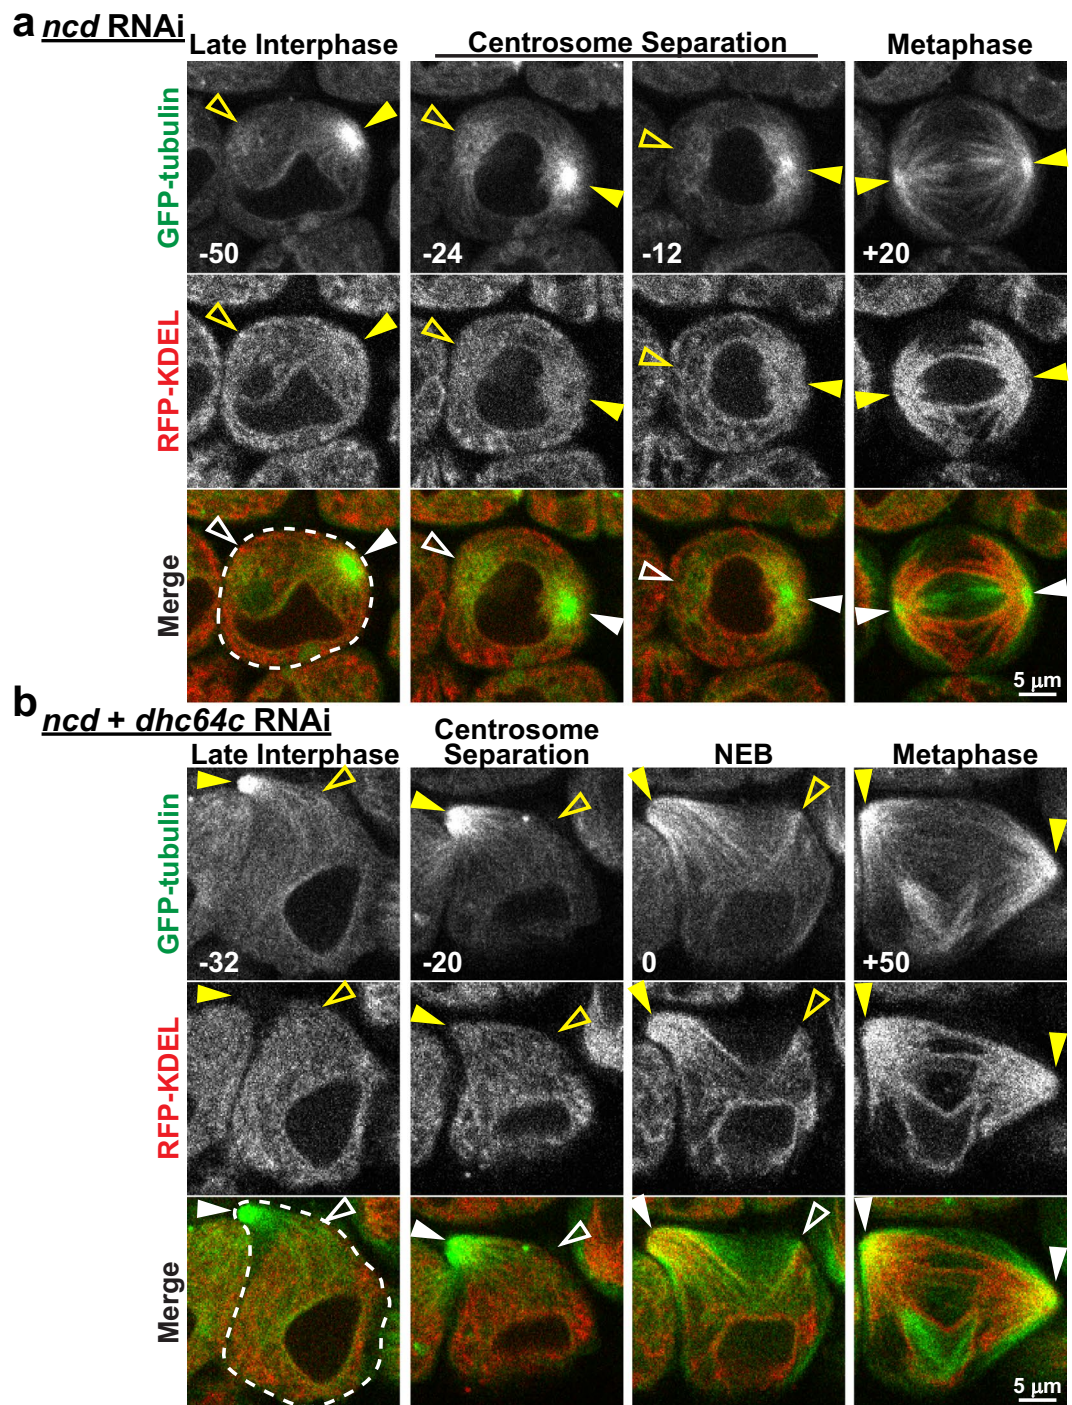 a ncd RNAi
Late Interphase
Centrosome Separation
Metaphase
GFP-tubulin
-50
-24
-12
+20
RFP-KDEL
Merge
5 μm
b ncd + dhc64c RNAi
Late Interphase
Centrosome
Separation
NEB
Metaphase
GFP-tubulin
-32
-20
0
+50
RFP-KDEL
Merge
5 μm